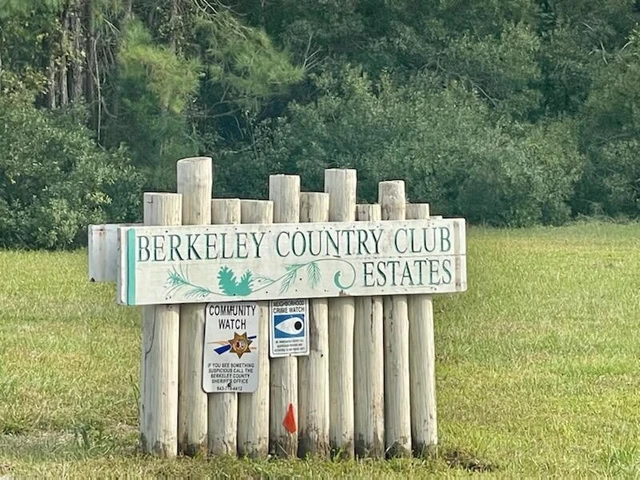 BERKELEY COUNTRY CLUB
ESTATES
COMMUNITY
WATCH
IF YOU SEE SOMETHING
SUSPICIOUS CALL THE
BERKELEY COUNTY
SHERIFF'S OFFICE
NEIGHBORHOOD
CRIME WATCH